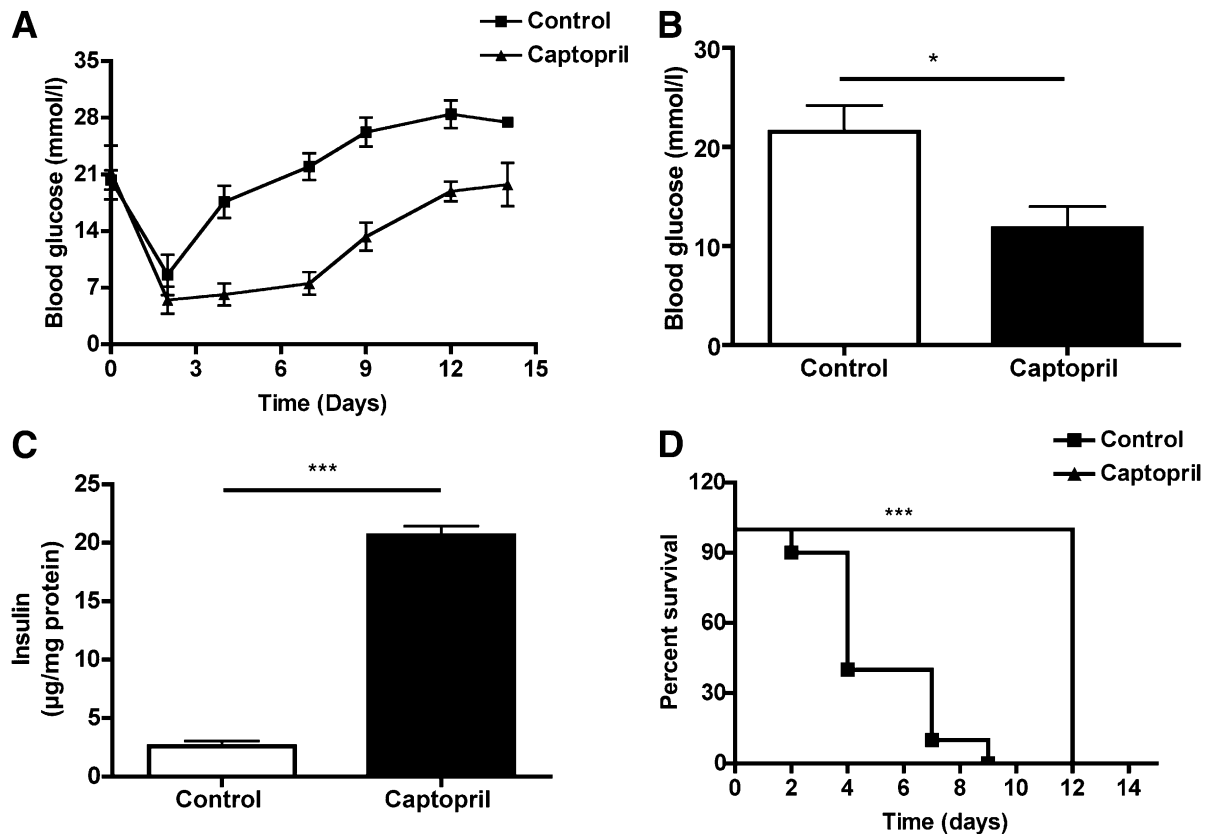 A
Control
Captopril
Blood glucose (mmol/l)
35
28
21
14
7
0
0 3 6 9 12 15
Time (Days)
B
*
Blood glucose (mmol/l)
30
20
10
0
Control Captopril
C
***
Insulin
(µg/mg protein)
25
20
15
10
5
0
Control Captopril
D
Control
Captopril
***
Percent survival
120
90
60
30
0
0 2 4 6 8 10 12 14
Time (days)